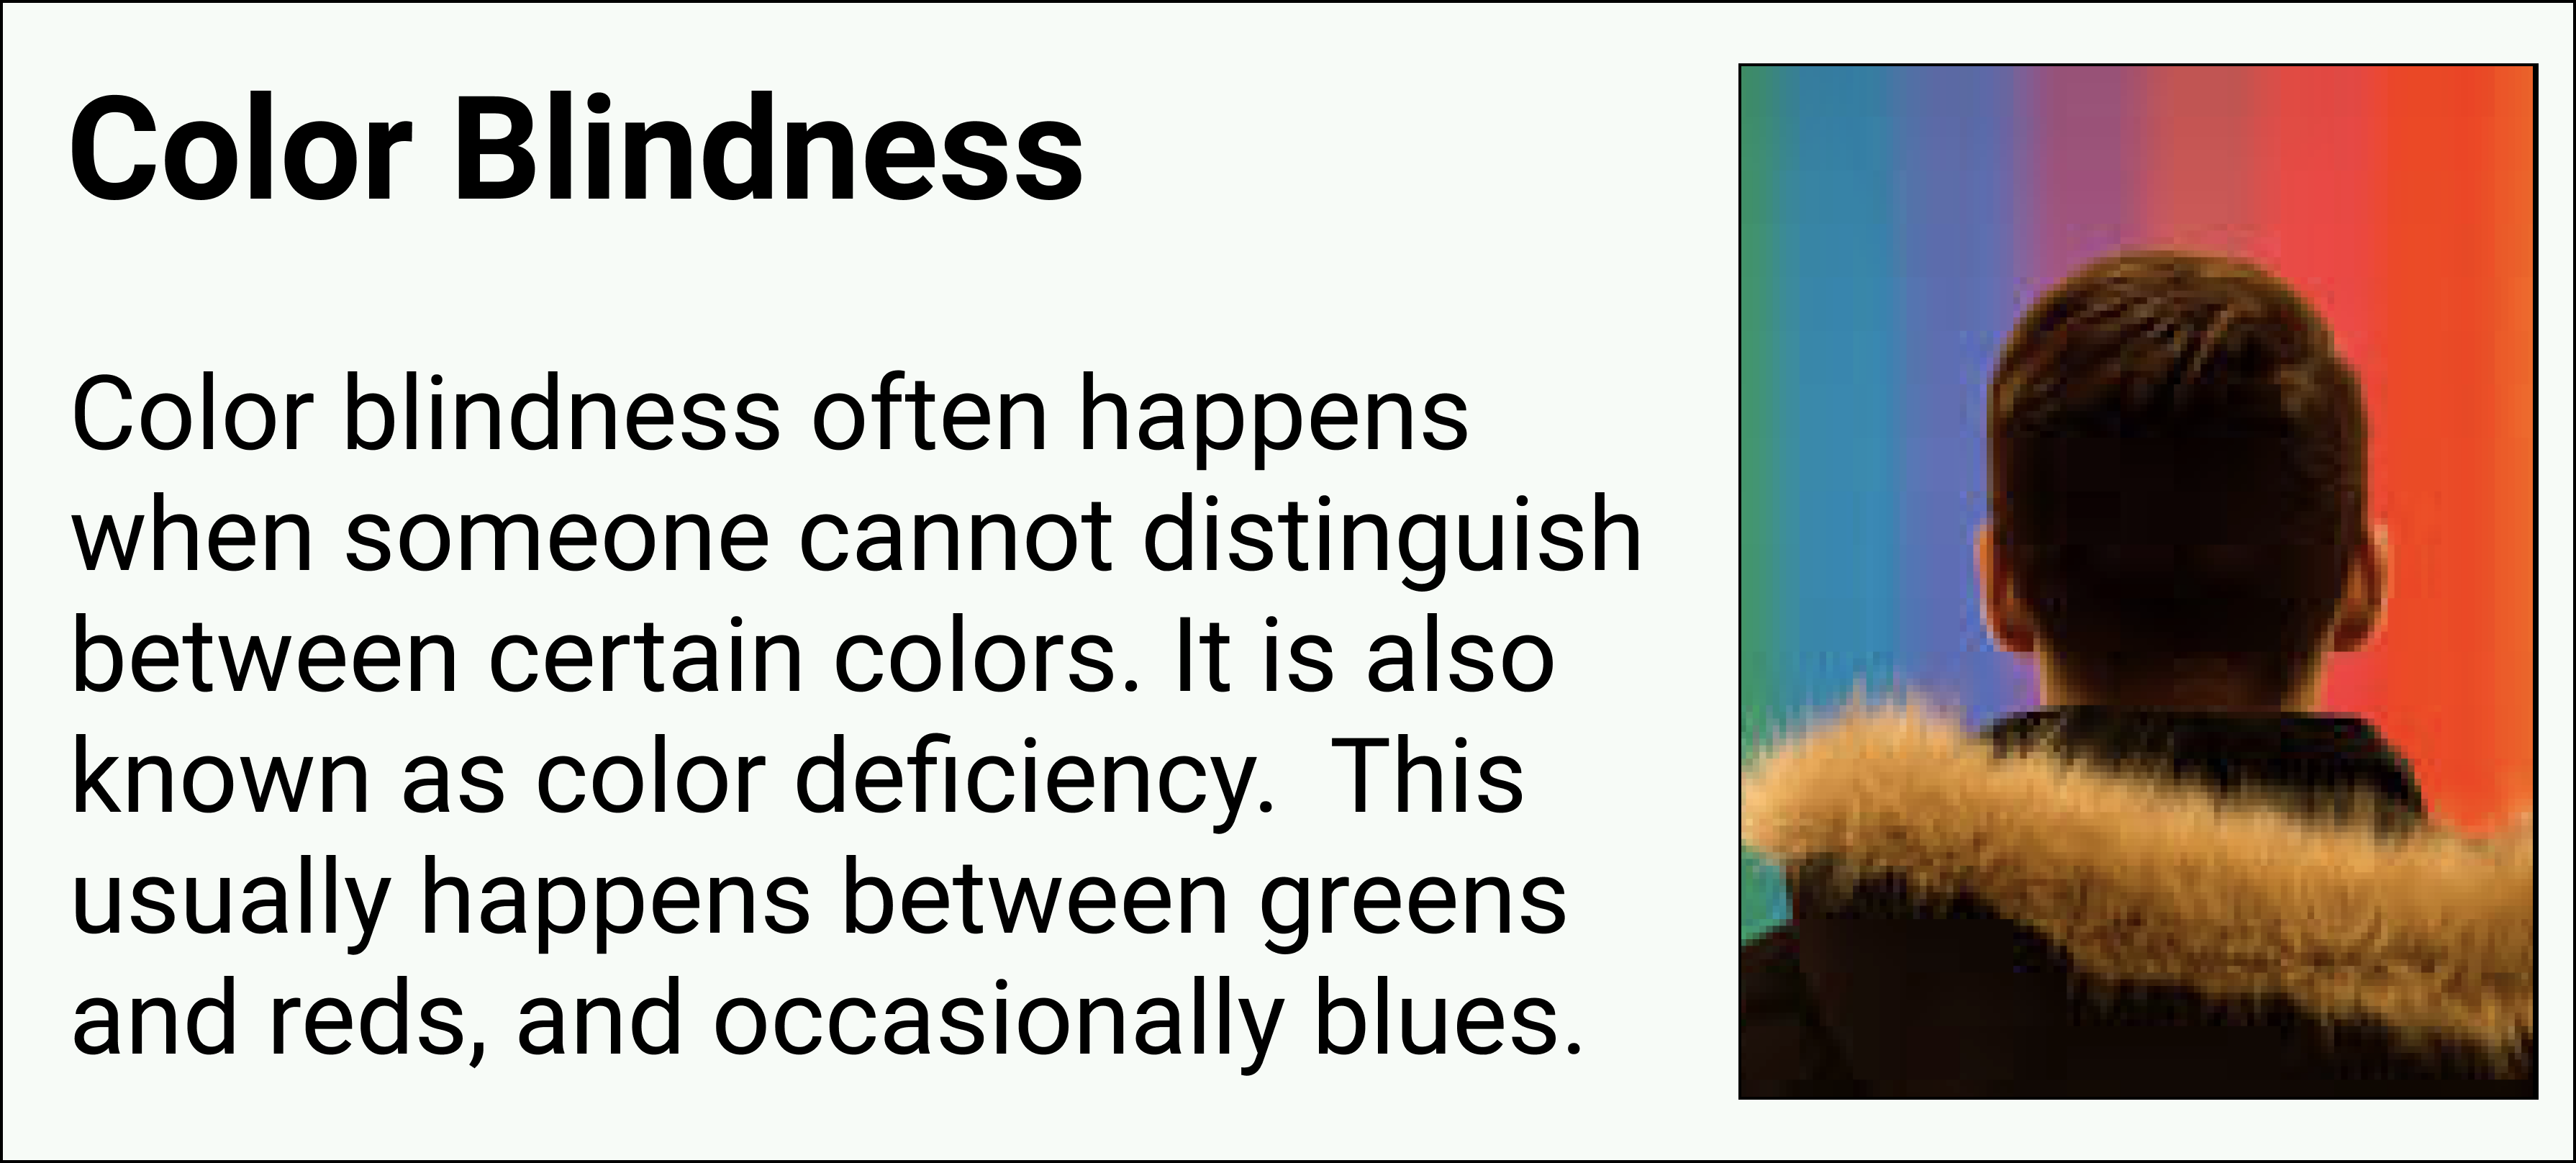 Color Blindness
Color blindness often happens
when someone cannot distinguish
between certain colors. It is also
known as color deficiency.  This
usually happens between greens
and reds, and occasionally blues.